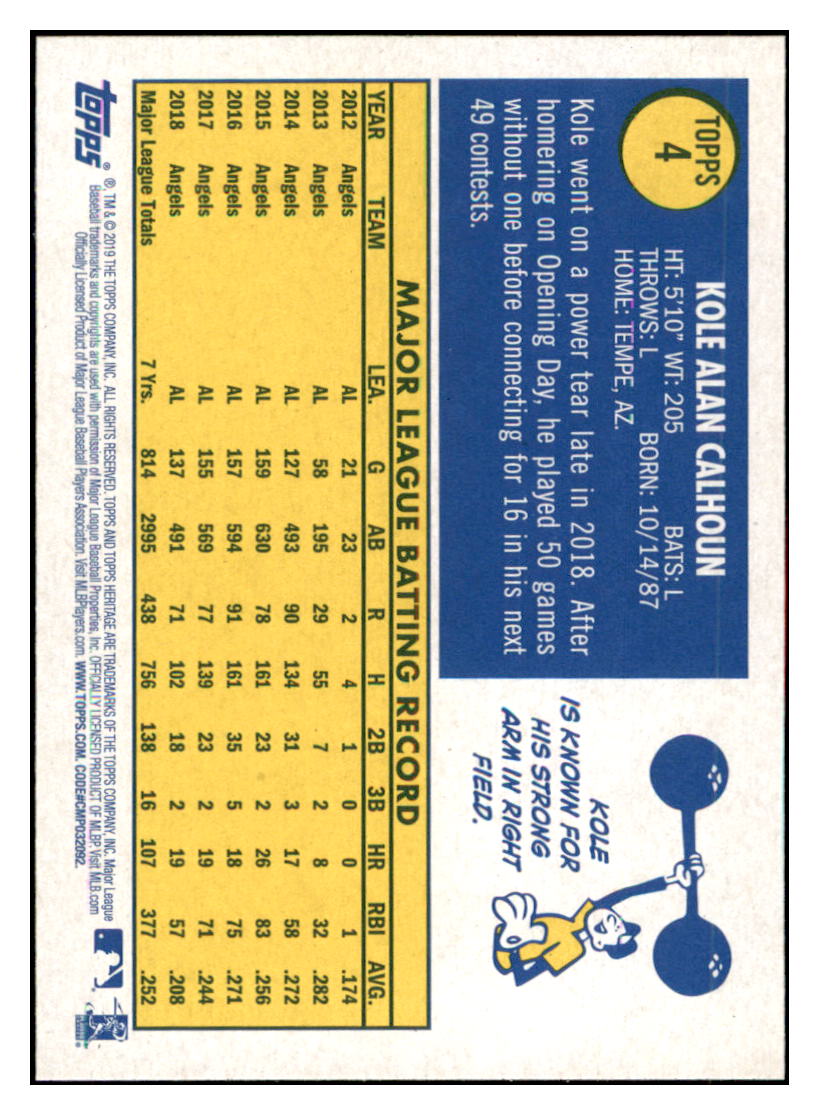 TOPPS
4
KOLE ALAN CALHOUN
HT: 5'10" WT: 205 BATS: L
THROWS: L BORN: 10/14/87
HOME: TEMPE, AZ.
Kole went on a power tear late in 2018. After
homering on Opening Day, he played 50 games
without one before connecting for 16 in his next
49 contests.
KOLE
IS KNOWN FOR
HIS STRONG
ARM IN RIGHT
FIELD.
MAJOR LEAGUE BATTING RECORD
YEAR TEAM LEA. G AB R H 2B 3B HR RBI AVG.
2012 Angels AL 21 23 2 4 1 0 0 1 .174
2013 Angels AL 58 195 29 55 7 2 8 32 .282
2014 Angels AL 127 493 90 134 31 3 17 58 .272
2015 Angels AL 159 630 78 161 23 2 26 83 .256
2016 Angels AL 157 594 91 161 35 5 18 75 .271
2017 Angels AL 155 569 77 139 23 2 19 71 .244
2018 Angels AL 137 491 71 102 18 2 19 57 .208
Major League Totals 7 Yrs. 814 2995 438 756 138 16 107 377 .252
topps®
®, TM & © 2019 THE TOPPS COMPANY, INC. ALL RIGHTS RESERVED. TOPPS AND TOPPS HERITAGE ARE TRADEMARKS OF THE TOPPS COMPANY, INC. Major League
Baseball trademarks and copyrights are used with permission of Major League Baseball Properties, Inc. OFFICIALLY LICENSED PRODUCT OF MLBP. Visit MLB.com
Officially Licensed Product of Major League Baseball Players Association. Visit MLBPlayers.com. WWW.TOPPS.COM. CODE#CMP032092.